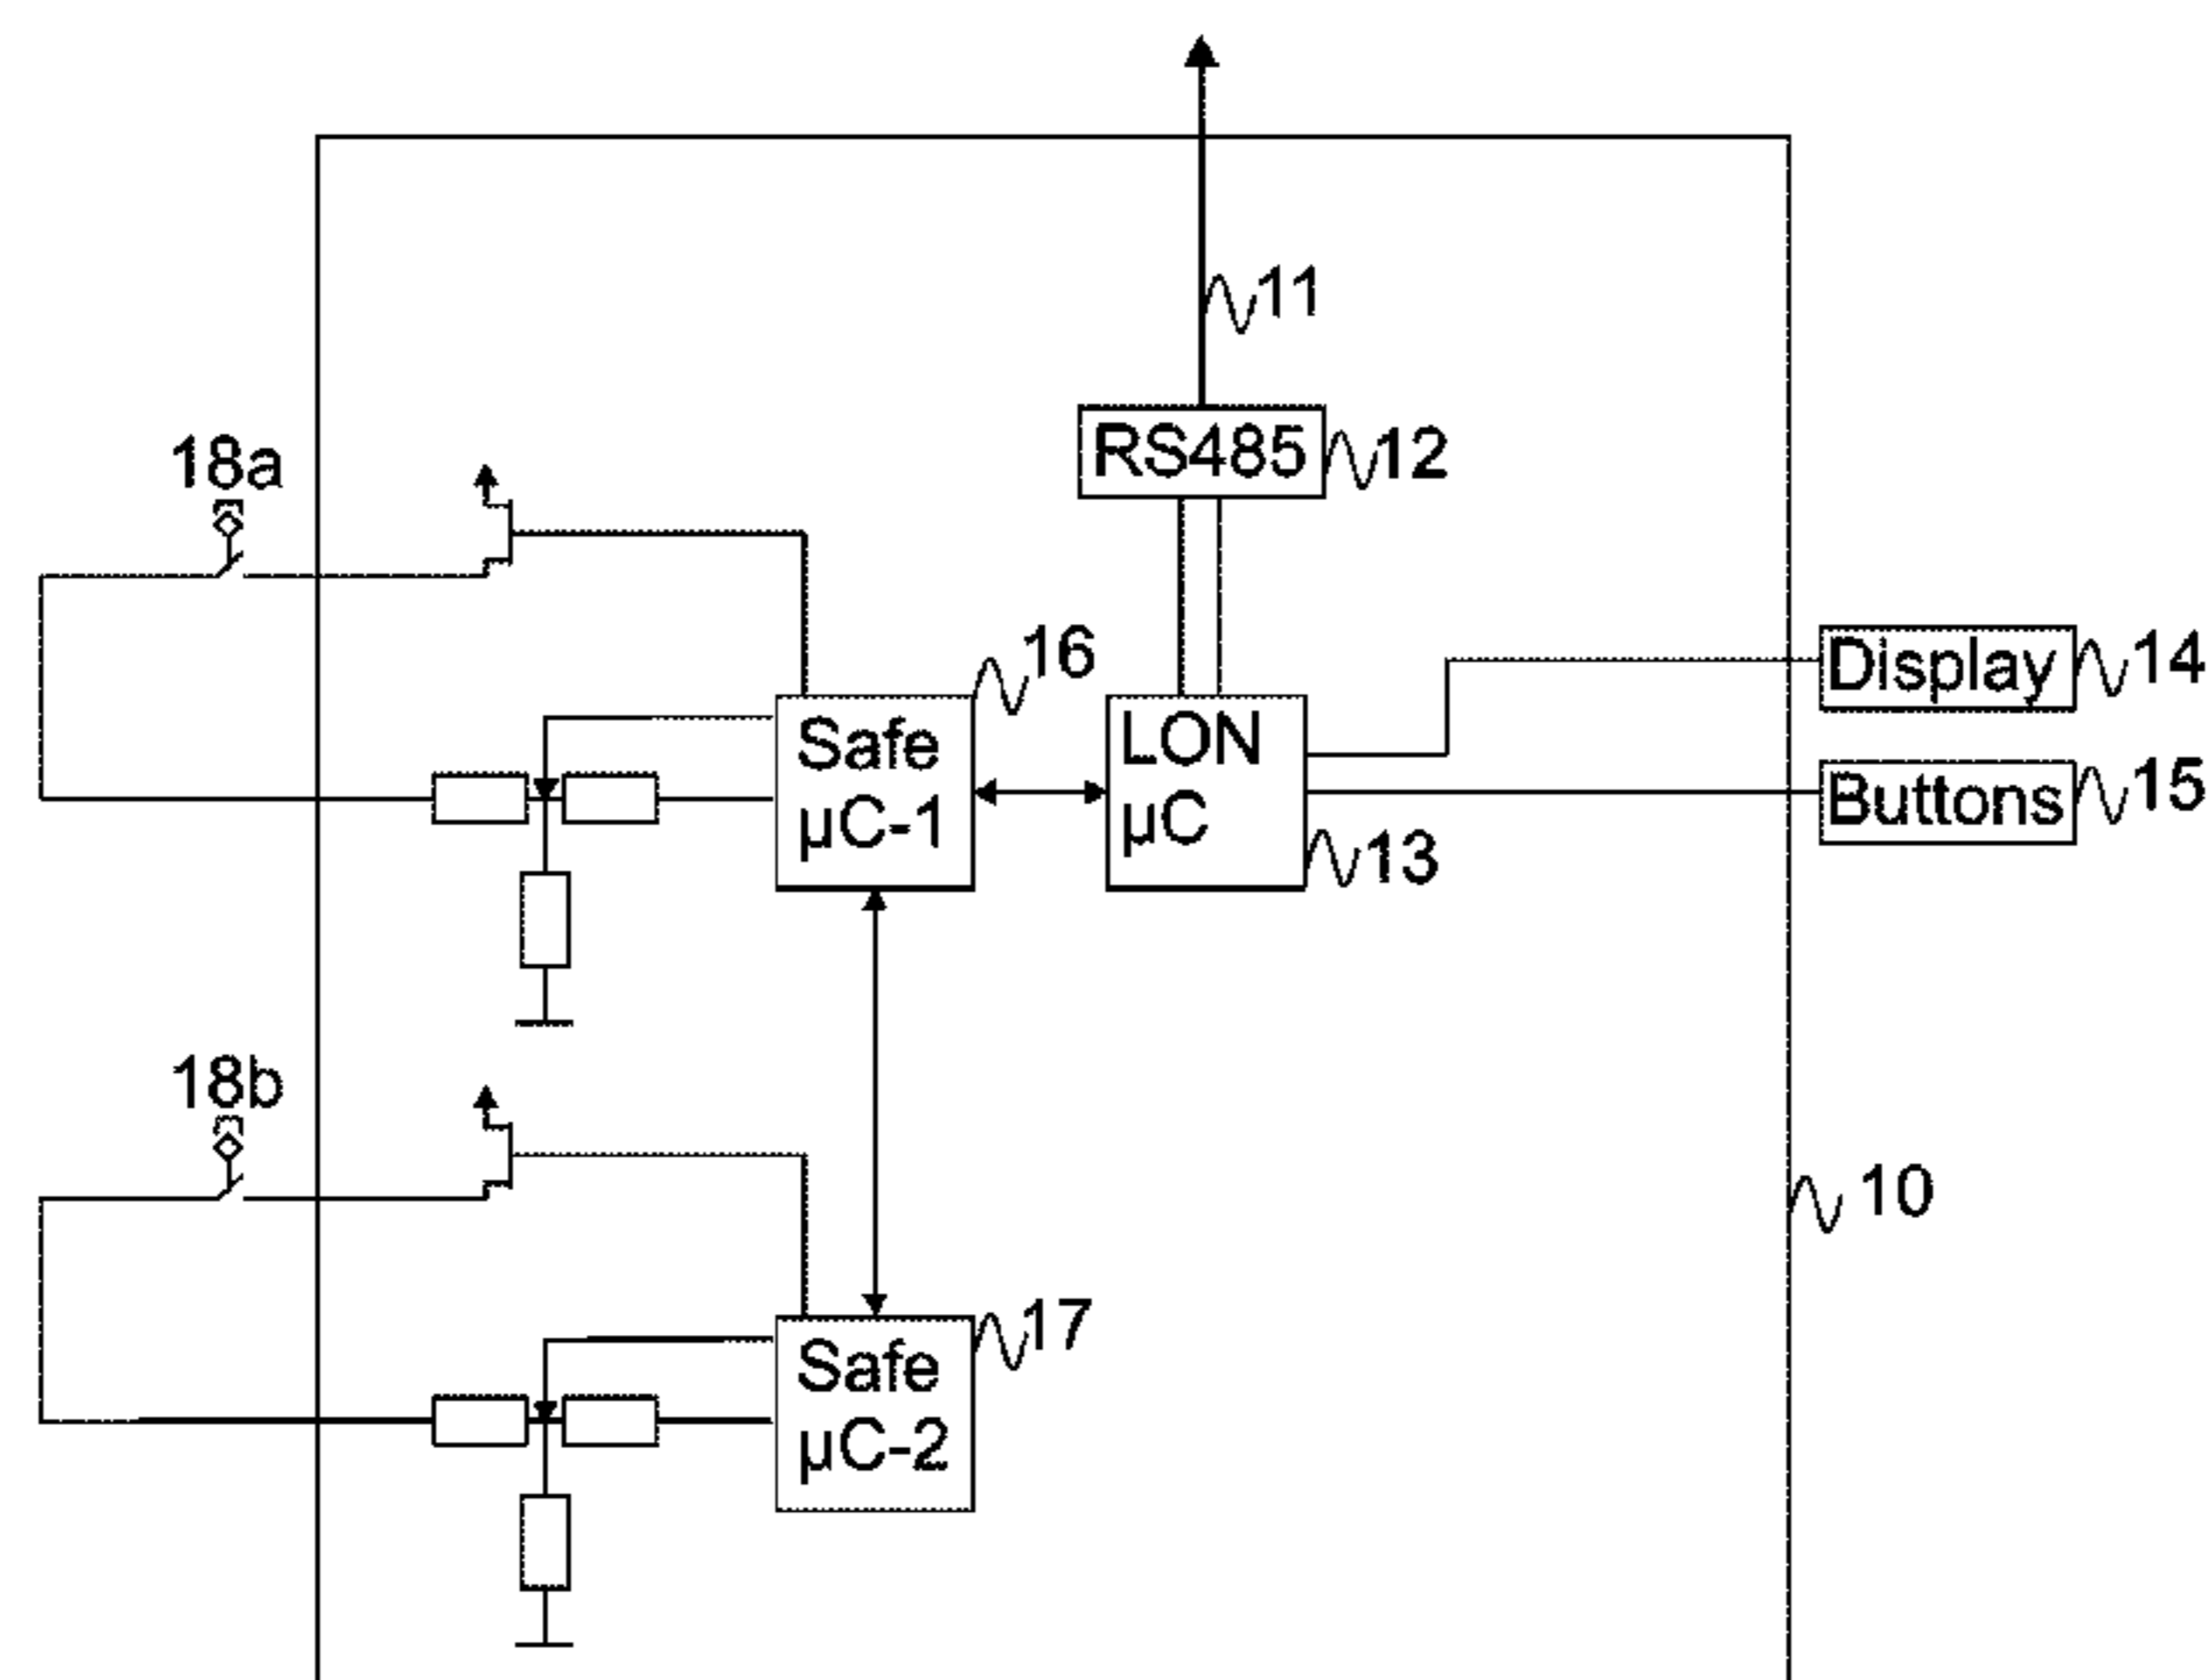 11
RS485
12
18a
16
Display
14
Safe
µC-1
LON
µC
Buttons
15
13
18b
10
17
Safe
µC-2